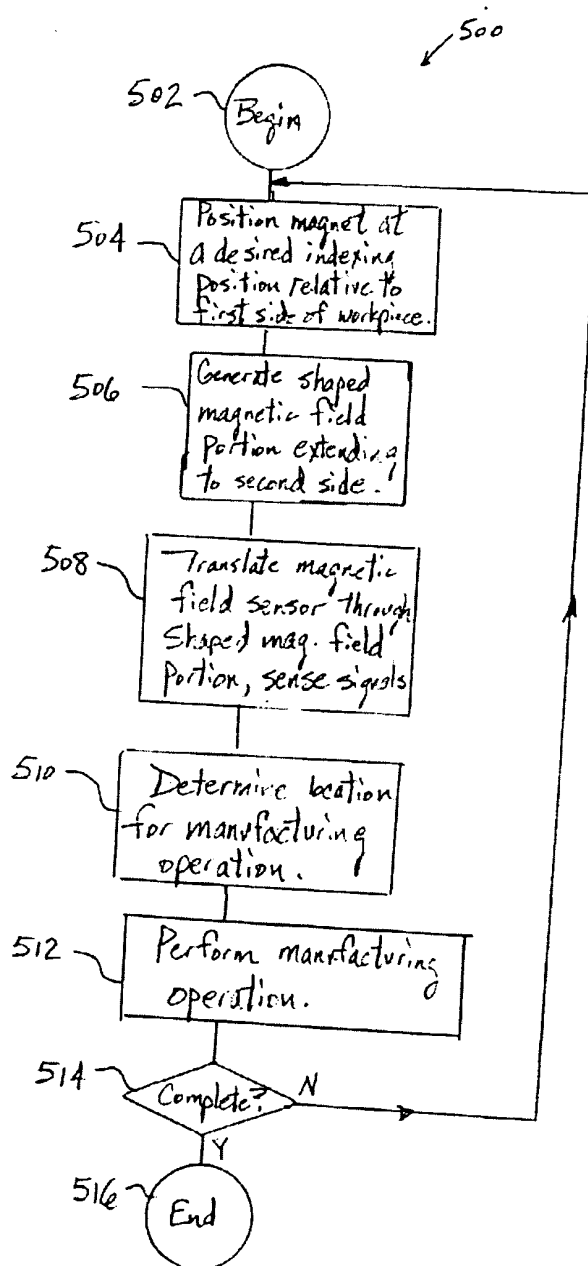 500
502
Begin
504
Position magnet at
a desired indexing
position relative to
first side of workpiece.
506
Generate shaped
magnetic field
portion extending
to second side.
508
Translate magnetic
field sensor through
shaped mag. field
portion, sense signals
510
Determine location
for manufacturing
operation.
512
Perform manufacturing
operation.
514
Complete?
N
Y
516
End